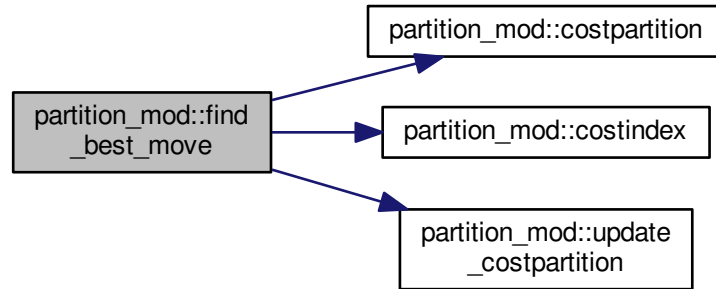 partition_mod::find
_best_move
partition_mod::costpartition
partition_mod::costindex
partition_mod::update
_costpartition